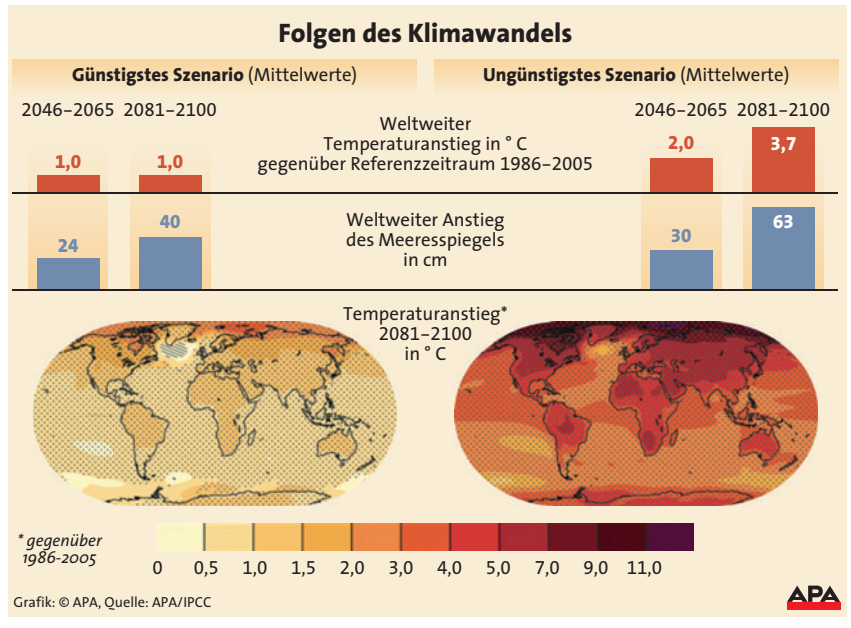 Folgen des Klimawandels
Günstigstes Szenario (Mittelwerte)
Ungünstigstes Szenario (Mittelwerte)
2046–2065 2081–2100
2046–2065 2081–2100
Weltweiter
Temperaturanstieg in ° C
gegenüber Referenzzeitraum 1986–2005
1,0 1,0
2,0 3,7
Weltweiter Anstieg
des Meeresspiegels
in cm
24 40
30 63
Temperaturanstieg*
2081–2100
in ° C
* gegenüber
1986-2005
0 0,5 1,0 1,5 2,0 3,0 4,0 5,0 7,0 9,0 11,0
Grafik: © APA, Quelle: APA/IPCC
APA